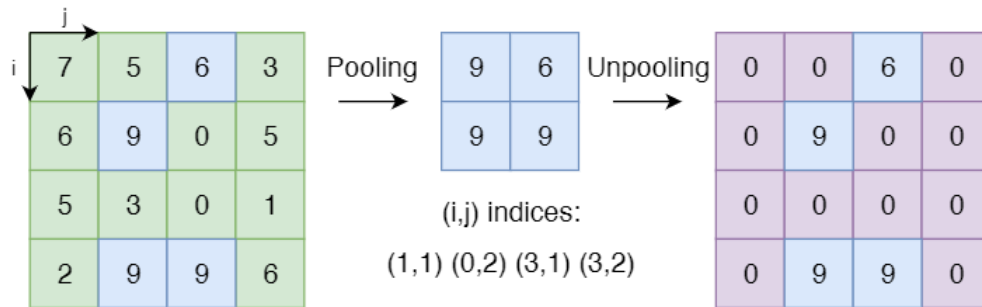 j
i
7 5 6 3
6 9 0 5
5 3 0 1
2 9 9 6
Pooling
9 6
9 9
(i,j) indices:
(1,1) (0,2) (3,1) (3,2)
Unpooling
0 0 6 0
0 9 0 0
0 0 0 0
0 9 9 0